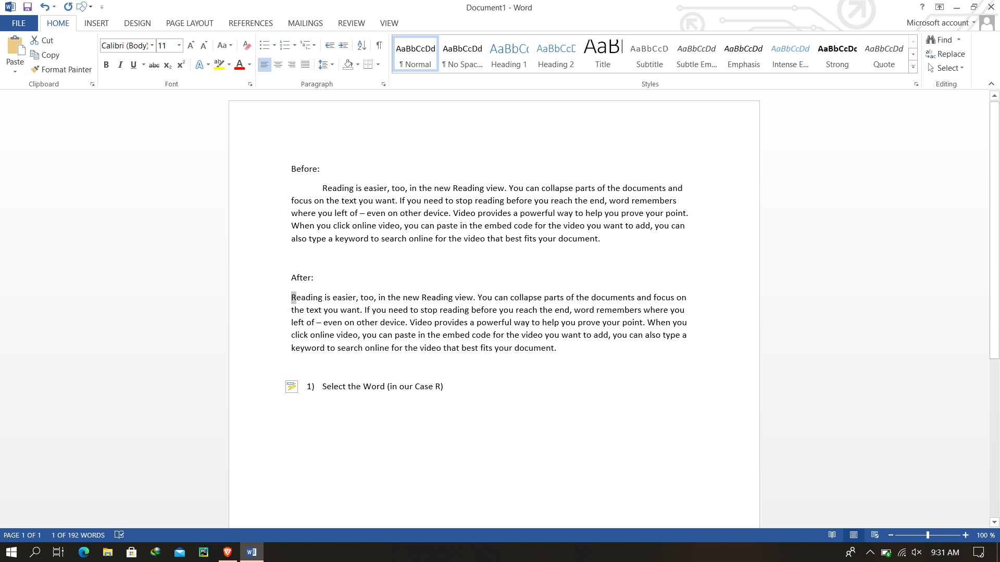 Document1 - Word
?
FILE HOME INSERT DESIGN PAGE LAYOUT REFERENCES MAILINGS REVIEW VIEW Microsoft account
Paste
Cut
Copy
Format Painter
Clipboard
Calibri (Body) 11
Font
Paragraph
AaBbCcDd AaBbCcDd AaBbCc AaBbCcD AaBl AaBbCcD AaBbCcDd AaBbCcDd AaBbCcDd AaBbCcDc AaBbCcDd
¶ Normal ¶ No Spac... Heading 1 Heading 2 Title Subtitle Subtle Em... Emphasis Intense E... Strong Quote
Styles
Find
Replace
Select
Editing
Before:
Reading is easier, too, in the new Reading view. You can collapse parts of the documents and
focus on the text you want. If you need to stop reading before you reach the end, word remembers
where you left of – even on other device. Video provides a powerful way to help you prove your point.
When you click online video, you can paste in the embed code for the video you want to add, you can
also type a keyword to search online for the video that best fits your document.
After:
Reading is easier, too, in the new Reading view. You can collapse parts of the documents and focus on
the text you want. If you need to stop reading before you reach the end, word remembers where you
left of – even on other device. Video provides a powerful way to help you prove your point. When you
click online video, you can paste in the embed code for the video you want to add, you can also type a
keyword to search online for the video that best fits your document.
1) Select the Word (in our Case R)
PAGE 1 OF 1 1 OF 192 WORDS 100 %
9:31 AM